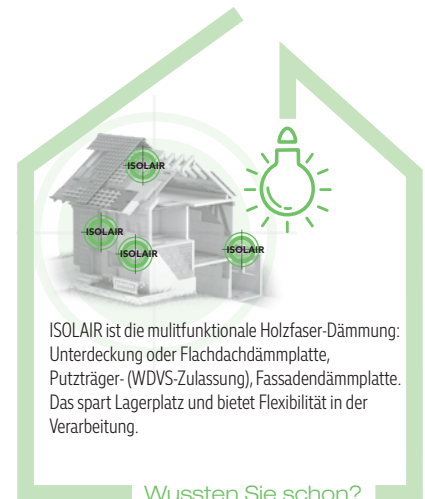 ISOLAIR
ISOLAIR
ISOLAIR
ISOLAIR
ISOLAIR ist die mulitfunktionale Holzfaser-Dämmung:
Unterdeckung oder Flachdachdämmplatte,
Putzträger- (WDVS-Zulassung), Fassadendämmplatte.
Das spart Lagerplatz und bietet Flexibilität in der
Verarbeitung.
Wussten Sie schon?